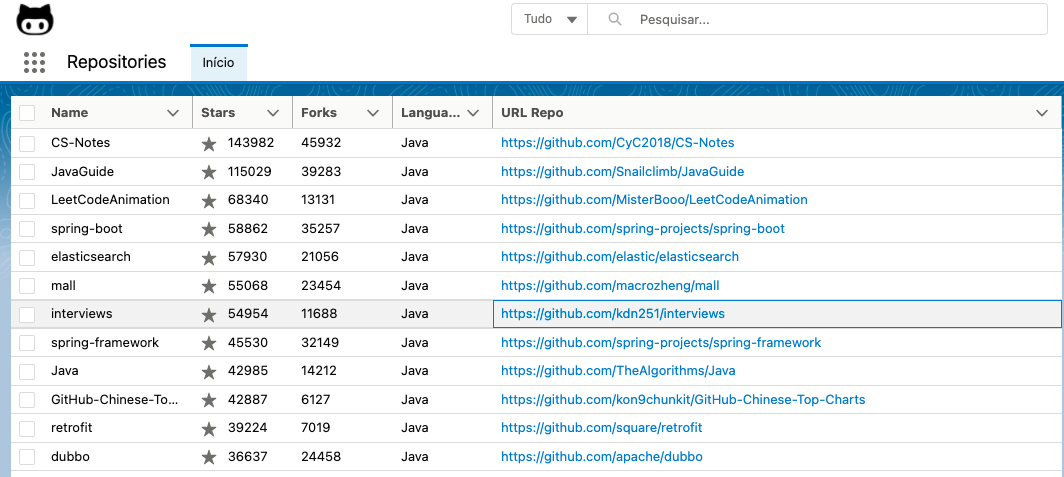 Tudo Pesquisar...
Repositories Início
Name Stars Forks Langua... URL Repo
CS-Notes 143982 45932 Java https://github.com/CyC2018/CS-Notes
JavaGuide 115029 39283 Java https://github.com/Snailclimb/JavaGuide
LeetCodeAnimation 68340 13131 Java https://github.com/MisterBooo/LeetCodeAnimation
spring-boot 58862 35257 Java https://github.com/spring-projects/spring-boot
elasticsearch 57930 21056 Java https://github.com/elastic/elasticsearch
mall 55068 23454 Java https://github.com/macrozheng/mall
interviews 54954 11688 Java https://github.com/kdn251/interviews
spring-framework 45530 32149 Java https://github.com/spring-projects/spring-framework
Java 42985 14212 Java https://github.com/TheAlgorithms/Java
GitHub-Chinese-To... 42887 6127 Java https://github.com/kon9chunkit/GitHub-Chinese-Top-Charts
retrofit 39224 7019 Java https://github.com/square/retrofit
dubbo 36637 24458 Java https://github.com/apache/dubbo